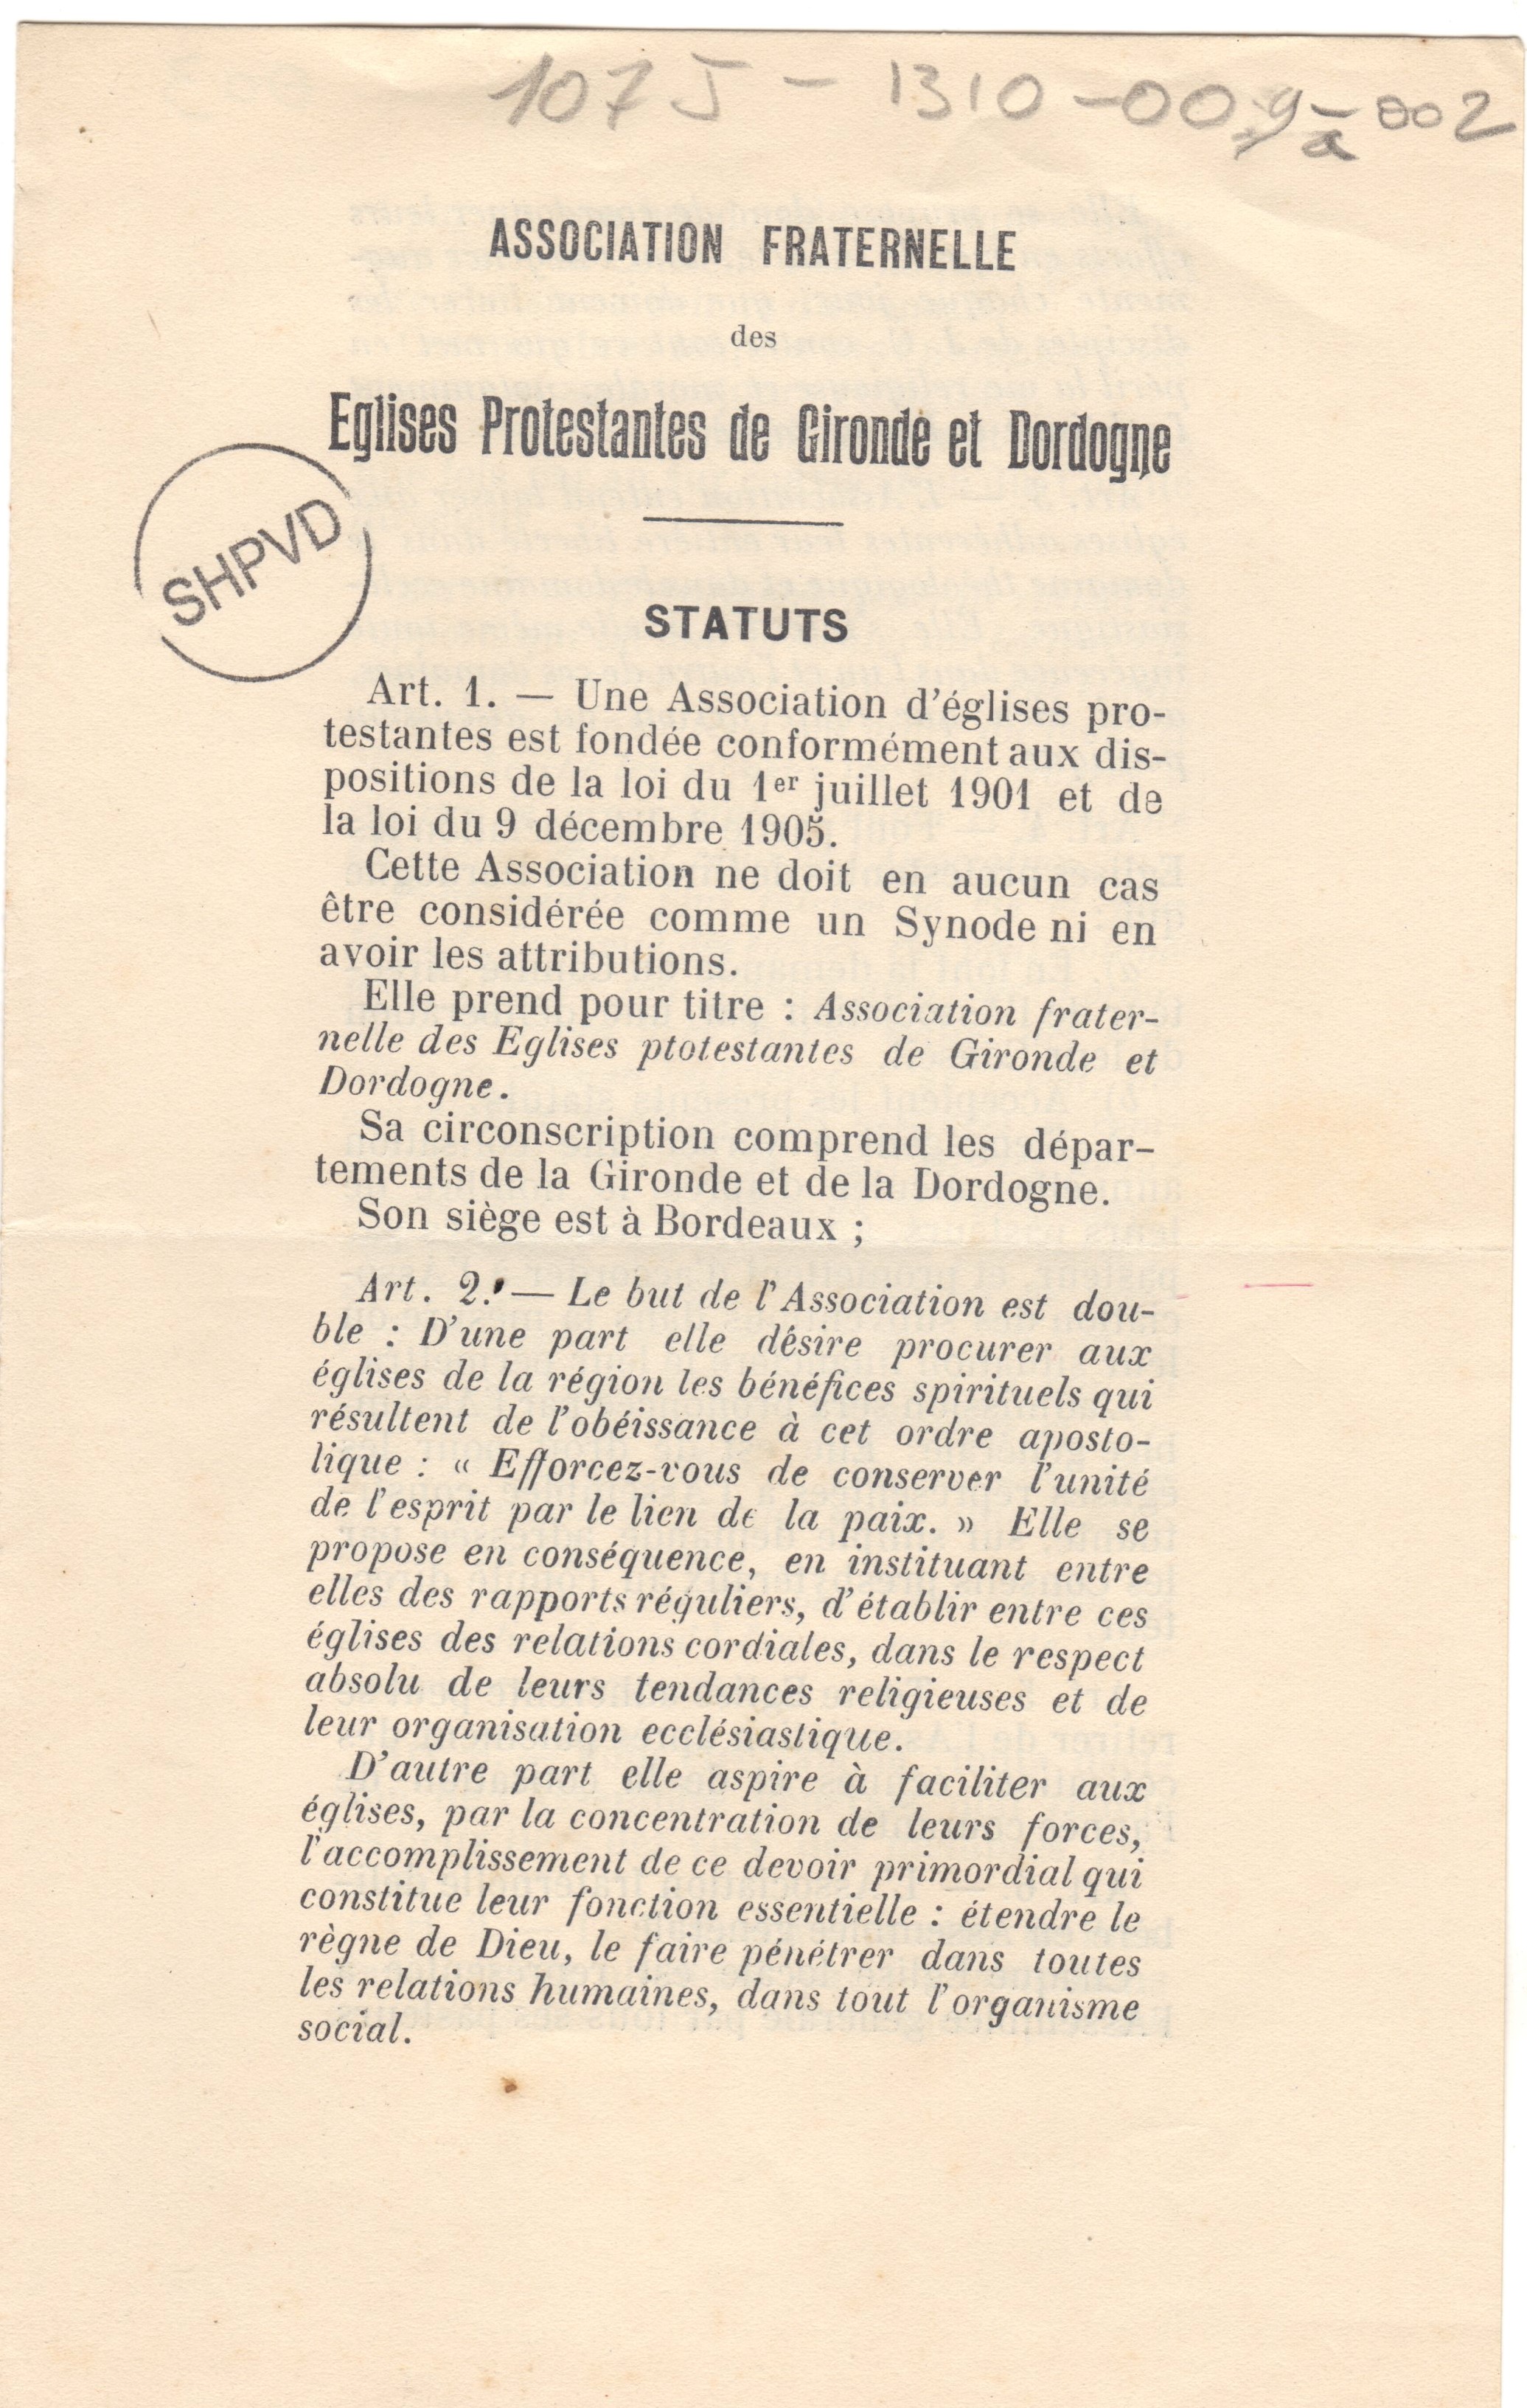 107 J - 1310 - 009a - 002
ASSOCIATION FRATERNELLE
des
Eglises Protestantes de Gironde et Dordogne
SHPVD
STATUTS
Art. 1. — Une Association d'églises pro-
testantes est fondée conformément aux dis-
positions de la loi du 1er juillet 1901 et de
la loi du 9 décembre 1905.
Cette Association ne doit en aucun cas
être considérée comme un Synode ni en
avoir les attributions.
Elle prend pour titre : Association frater-
nelle des Eglises ptotestantes de Gironde et
Dordogne.
Sa circonscription comprend les dépar-
tements de la Gironde et de la Dordogne.
Son siège est à Bordeaux ;
Art. 2. — Le but de l'Association est dou-
ble : D'une part elle désire procurer aux
églises de la région les bénéfices spirituels qui
résultent de l'obéissance à cet ordre aposto-
lique : « Efforcez-vous de conserver l'unité
de l'esprit par le lien de la paix. » Elle se
propose en conséquence, en instituant entre
elles des rapports réguliers, d'établir entre ces
églises des relations cordiales, dans le respect
absolu de leurs tendances religieuses et de
leur organisation ecclésiastique.
D'autre part elle aspire à faciliter aux
églises, par la concentration de leurs forces,
l'accomplissement de ce devoir primordial qui
constitue leur fonction essentielle : étendre le
règne de Dieu, le faire pénétrer dans toutes
les relations humaines, dans tout l'organisme
social.